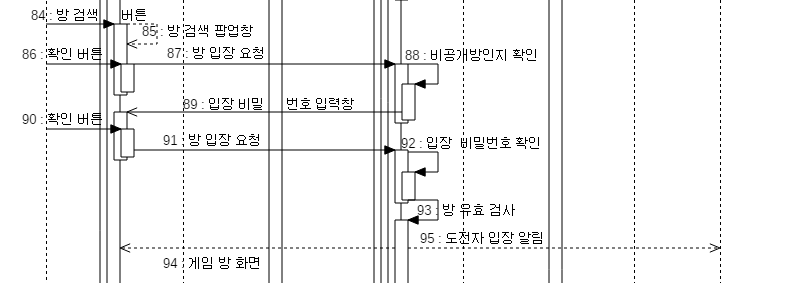 84 : 방 검색 버튼
85 : 방 검색 팝업창
86 : 확인 버튼
87 : 방 입장 요청
88 : 비공개방인지 확인
89 : 입장 비밀 번호 입력창
90 : 확인 버튼
91 : 방 입장 요청
92 : 입장 비밀번호 확인
93 : 방 유효 검사
95 : 도전자 입장 알림
94 : 게임 방 화면